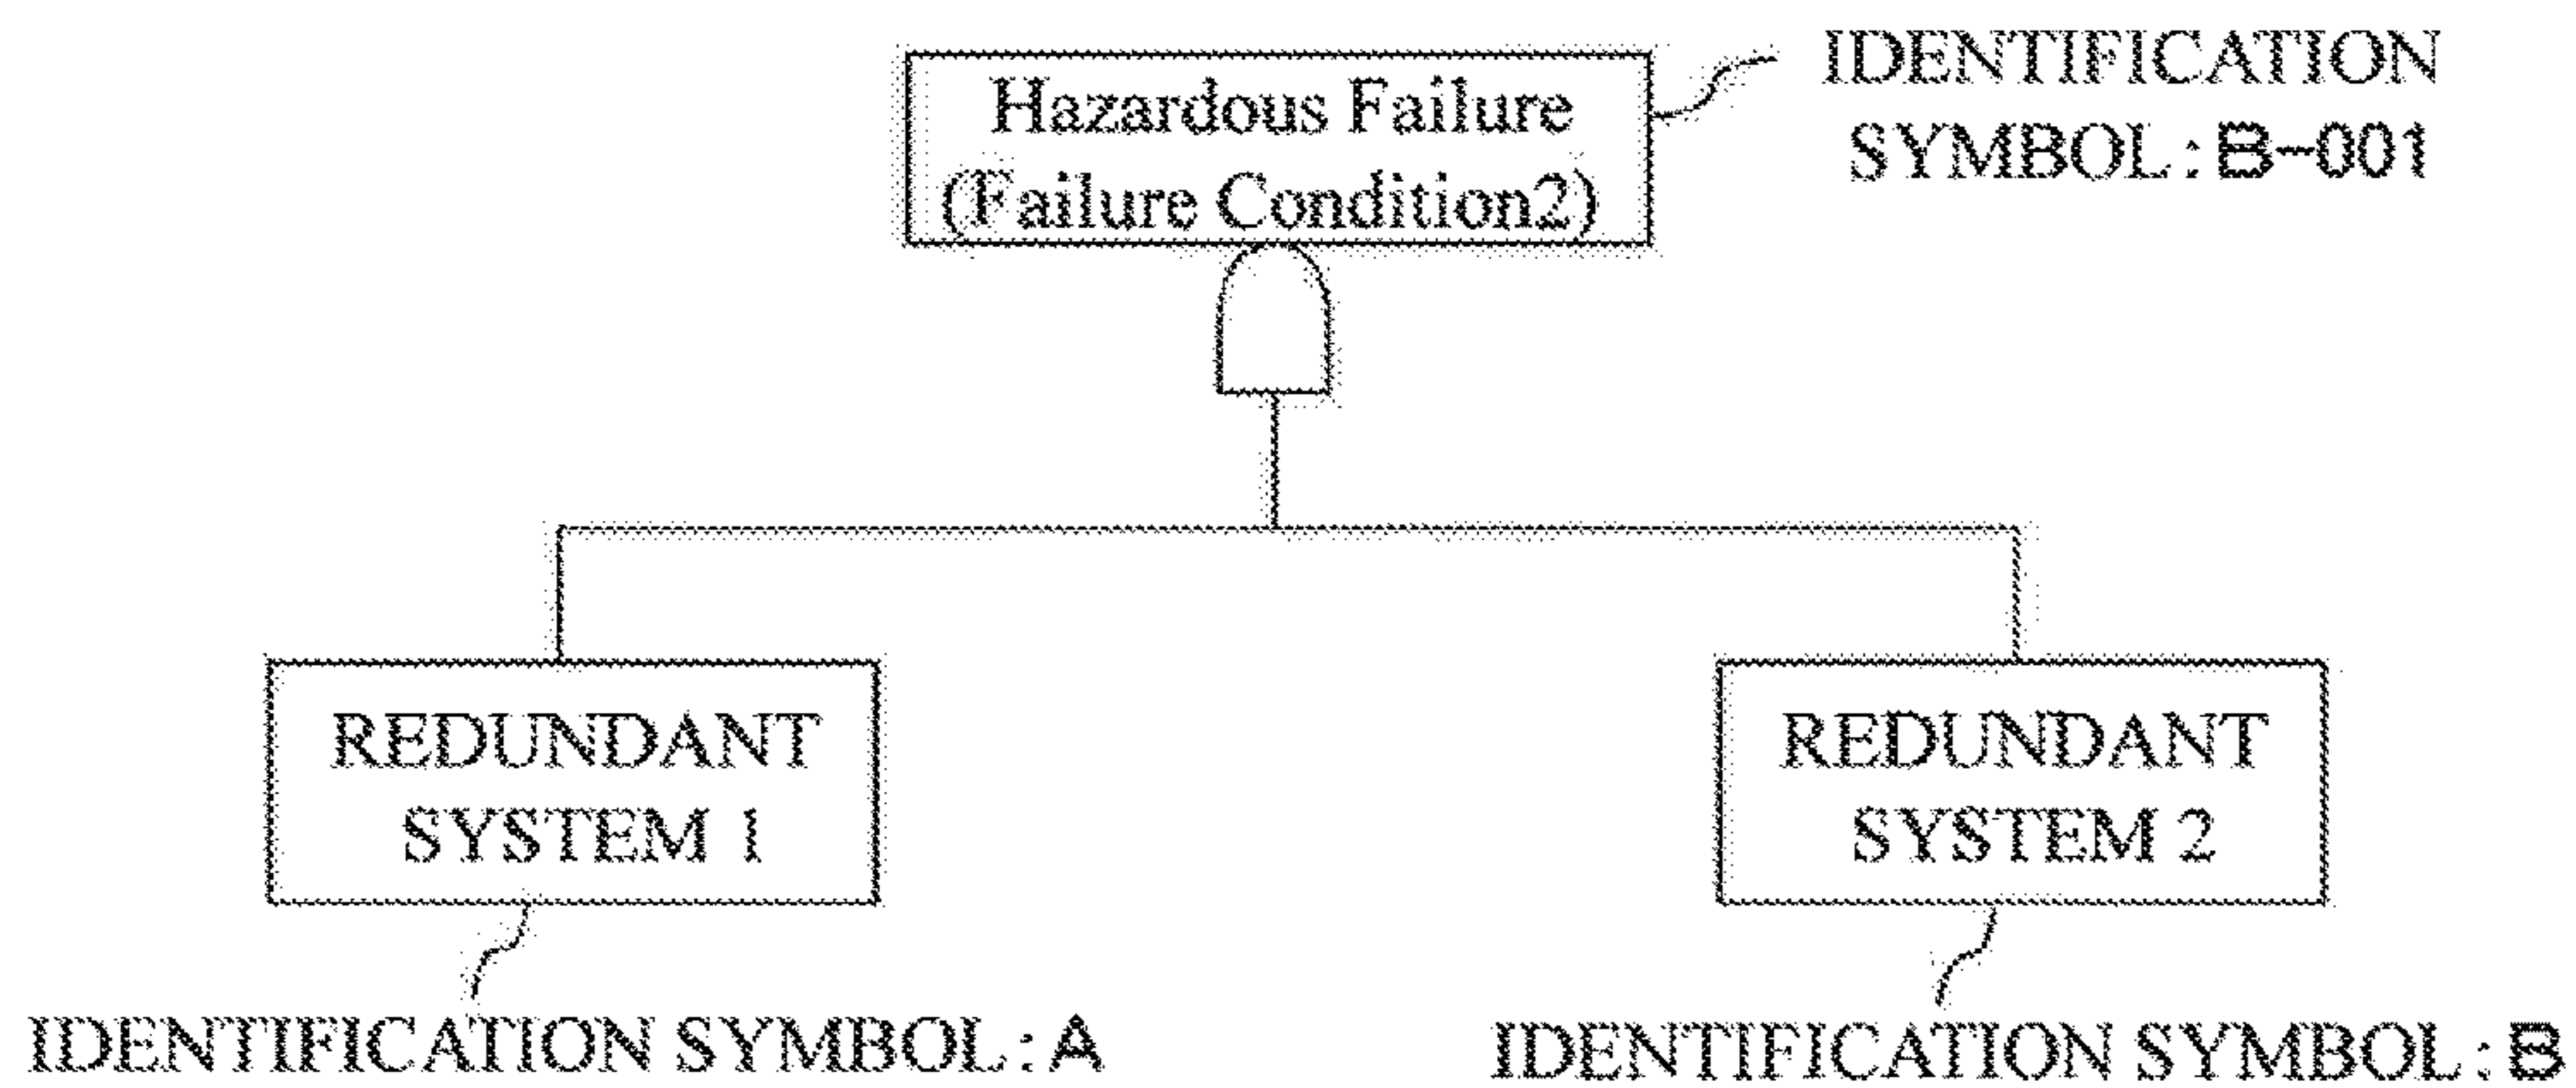 Hazardous Failure
(Failure Condition2)
IDENTIFICATION
SYMBOL : B-001
REDUNDANT
SYSTEM 1
REDUNDANT
SYSTEM 2
IDENTIFICATION SYMBOL : A
IDENTIFICATION SYMBOL : B